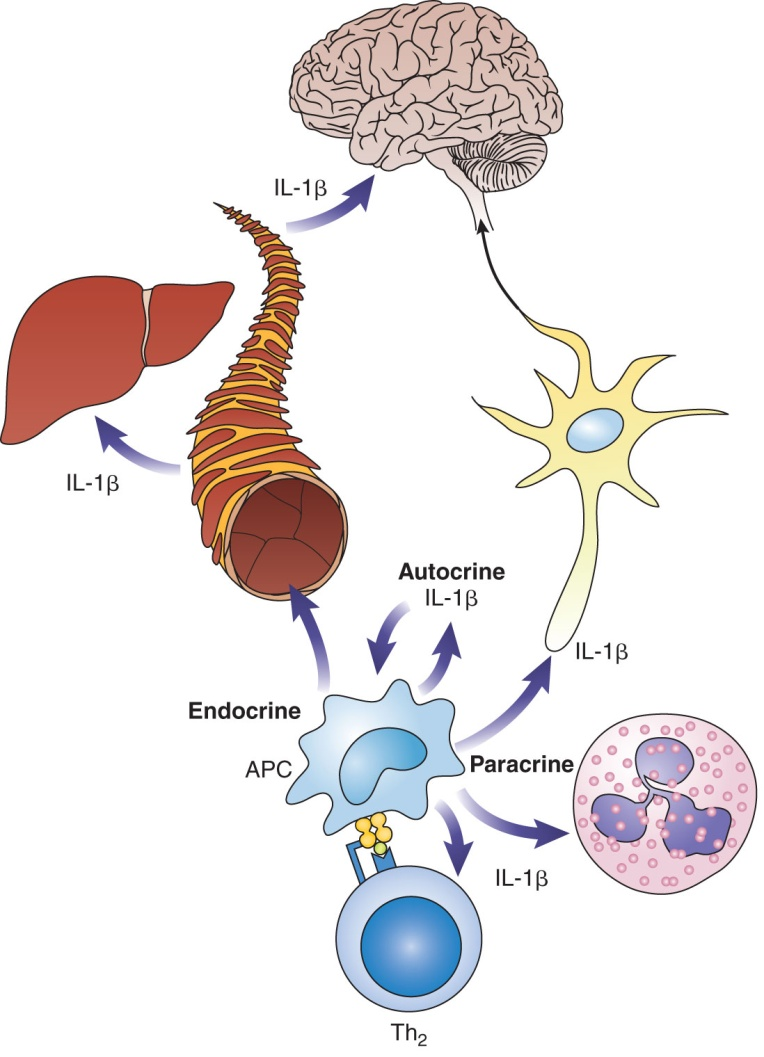 IL-1β
IL-1β
Autocrine
IL-1β
IL-1β
Endocrine
APC
Paracrine
IL-1β
Th₂